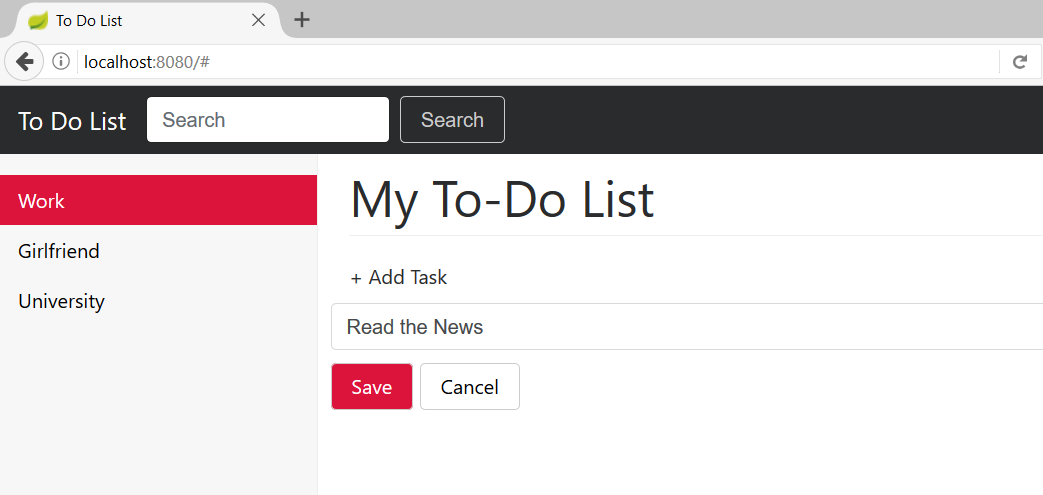 To Do List
localhost:8080/#
To Do List Search Search
Work
Girlfriend
University
My To-Do List
+ Add Task
Read the News
Save Cancel